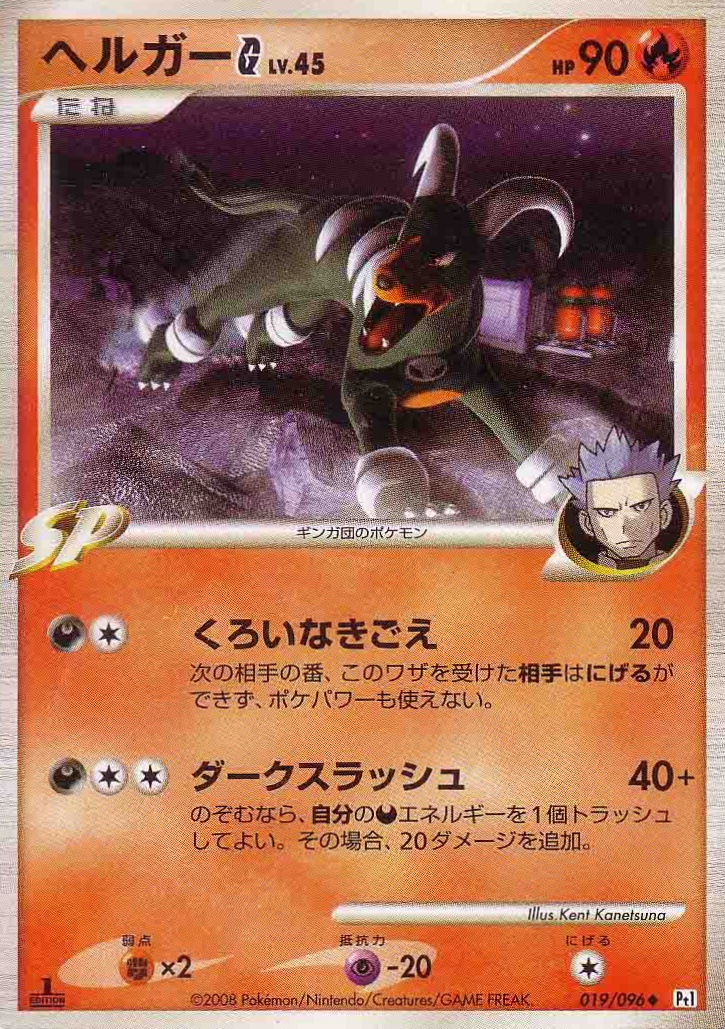 ヘルガーG LV.45 HP 90
たね
SP
ギンガ団のポケモン
くろいなきごえ 20
次の相手の番、このワザを受けた相手はにげるが
できず、ポケパワーも使えない。
ダークスラッシュ 40+
のぞむなら、自分のエネルギーを1個トラッシュ
してよい。その場合、20ダメージを追加。
Illus.Kent Kanetsuna
弱点 抵抗力 にげる
×2 -20
1 EDITION
©2008 Pokémon/Nintendo/Creatures/GAME FREAK. 019/096 Pt1